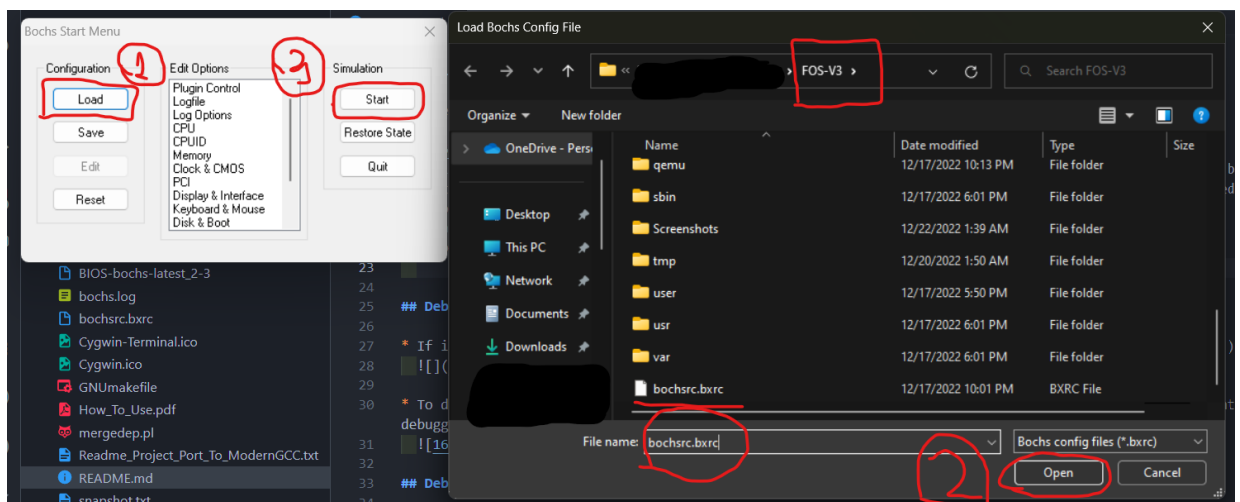 Bochs Start Menu
Configuration
1
Edit Options
3
Simulation
Load
Save
Edit
Reset
Plugin Control
Logfile
Log Options
CPU
CPUID
Memory
Clock & CMOS
PCI
Display & Interface
Keyboard & Mouse
Disk & Boot
Start
Restore State
Quit
BIOS-bochs-latest_2-3
bochs.log
bochsrc.bxrc
Cygwin-Terminal.ico
Cygwin.ico
GNUmakefile
How_To_Use.pdf
mergedep.pl
Readme_Project_Port_To_ModernGCC.txt
README.md
snapshot.txt
23
24
25 ## Deb
26
27 * If i
28 ![](
29
30 * To d
debugg
31 ![16
32
33 ## Deb
Load Bochs Config File
« › FOS-V3 ›
Search FOS-V3
Organize New folder
OneDrive - Pers
Desktop
This PC
Network
Documents
Downloads
Name Date modified Type Size
qemu 12/17/2022 10:13 PM File folder
sbin 12/17/2022 6:01 PM File folder
Screenshots 12/22/2022 1:39 AM File folder
tmp 12/20/2022 1:50 AM File folder
user 12/17/2022 5:50 PM File folder
usr 12/17/2022 6:01 PM File folder
var 12/17/2022 6:01 PM File folder
bochsrc.bxrc 12/17/2022 10:01 PM BXRC File
File name: bochsrc.bxrc
Bochs config files (*.bxrc)
2
Open Cancel